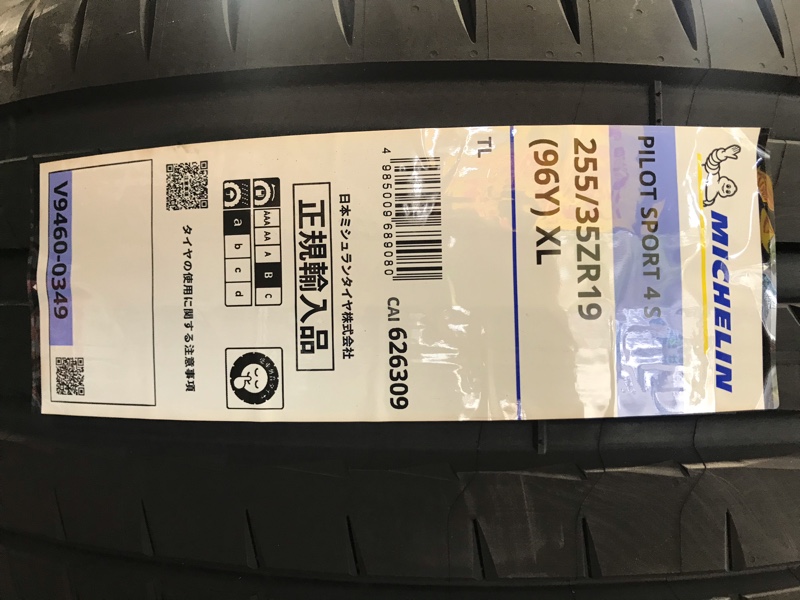 MICHELIN
PILOT SPORT 4 S
255/35ZR19
(96Y) XL
TL
4 985009 689080
CAI 626309
日本ミシュランタイヤ株式会社
正規輸入品
AAA AA A B C
a b c d
タイヤの使用に関する注意事項
V9460-0349